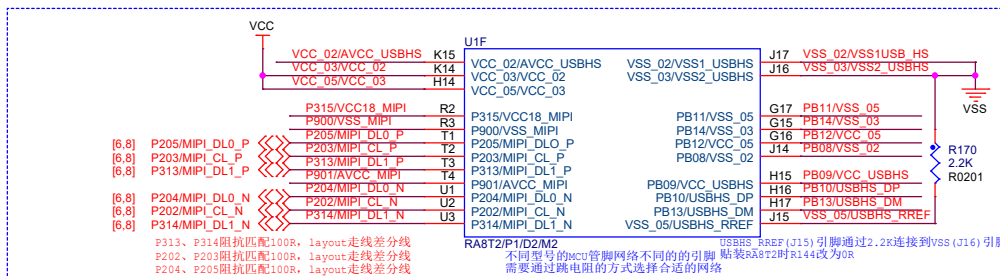 VCC
U1F
VCC_02/AVCC_USBHS K15 VCC_02/AVCC_USBHS VSS_02/VSS1_USBHS J17 VSS_02/VSS1USB_HS
VCC_03/VCC_02 K14 VCC_03/VCC_02 VSS_03/VSS2_USBHS J16 VSS_03/VSS2_USBHS
VCC_05/VCC_03 H14 VCC_05/VCC_03
VSS
P315/VCC18_MIPI R2 P315/VCC18_MIPI PB11/VSS_05 G17 PB11/VSS_05
P900/VSS_MIPI R3 P900/VSS_MIPI PB14/VSS_03 G15 PB14/VSS_03
[6,8] P205/MIPI_DL0_P P205/MIPI_DL0_P T1 P205/MIPI_DLO_P PB12/VCC_05 G16 PB12/VCC_05
[6,8] P203/MIPI_CL_P P203/MIPI_CL_P T2 P203/MIPI_CL_P PB08/VSS_02 J14 PB08/VSS_02
[6,8] P313/MIPI_DL1_P P313/MIPI_DL1_P T3 P313/MIPI_DL1_P
R170
2.2K
R0201
P901/AVCC_MIPI T4 P901/AVCC_MIPI PB09/VCC_USBHS H15 PB09/VCC_USBHS
[6,8] P204/MIPI_DL0_N P204/MIPI_DL0_N U1 P204/MIPI_DL0_N PB10/USBHS_DP H16 PB10/USBHS_DP
[6,8] P202/MIPI_CL_N P202/MIPI_CL_N U2 P202/MIPI_CL_N PB13/USBHS_DM H17 PB13/USBHS_DM
[6,8] P314/MIPI_DL1_N P314/MIPI_DL1_N U3 P314/MIPI_DL1_N VSS_05/USBHS_RREF J15 VSS_05/USBHS_RREF
RA8T2/P1/D2/M2
P313、P314阻抗匹配100R, layout走线差分线
P202、P203阻抗匹配100R, layout走线差分线
P204、P205阻抗匹配100R, layout走线差分线
不同型号的MCU管脚网络不同的的引脚
需要通过跳电阻的方式选择合适的网络
USBHS_RREF(J15)引脚通过2.2K连接到VSS(J16)引脚
贴装RA8T2时R144改为0R